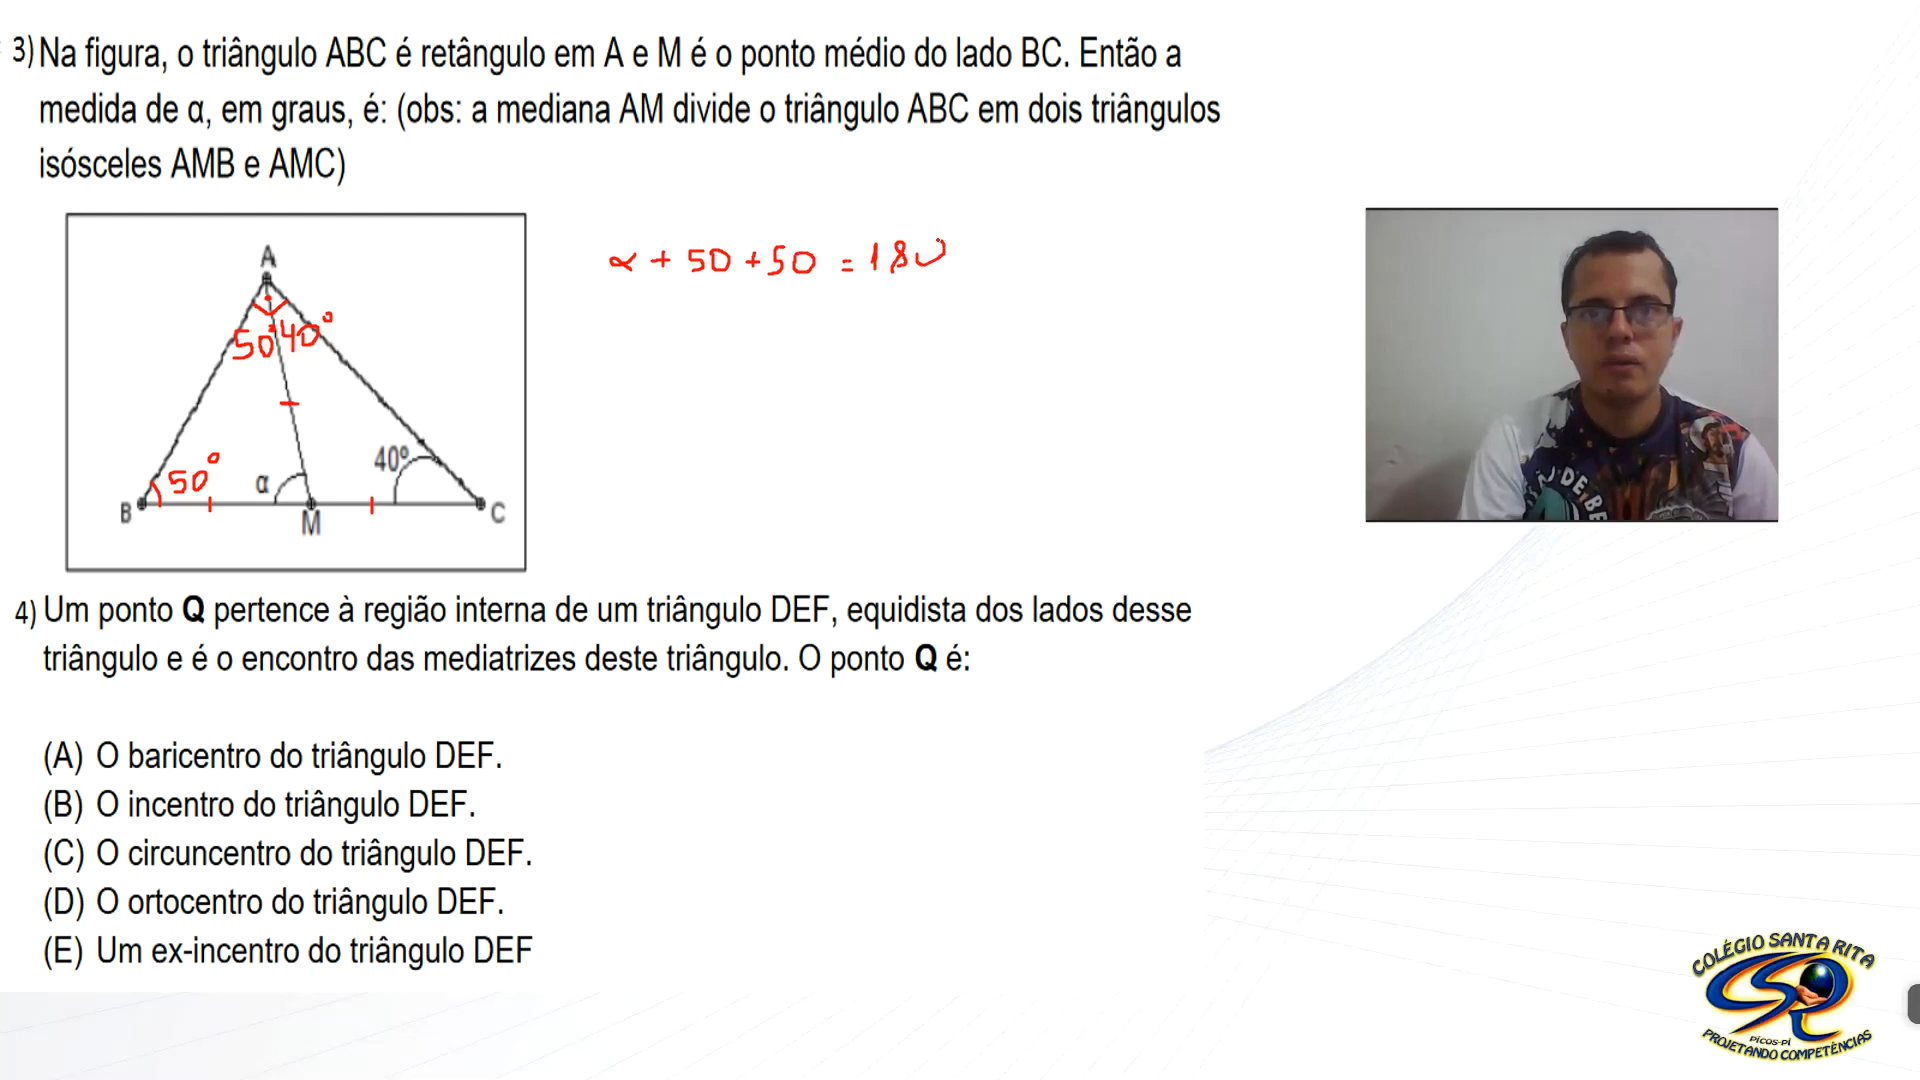 3) Na figura, o triângulo ABC é retângulo em A e M é o ponto médio do lado BC. Então a
medida de α, em graus, é: (obs: a mediana AM divide o triângulo ABC em dois triângulos
isósceles AMB e AMC)
α + 50 + 50 = 180
A
50° 40°
50°
α
40º
B
M
C
4) Um ponto Q pertence à região interna de um triângulo DEF, equidista dos lados desse
triângulo e é o encontro das mediatrizes deste triângulo. O ponto Q é:
(A) O baricentro do triângulo DEF.
(B) O incentro do triângulo DEF.
(C) O circuncentro do triângulo DEF.
(D) O ortocentro do triângulo DEF.
(E) Um ex-incentro do triângulo DEF
COLÉGIO SANTA RITA
PICOS-PI
PROJETANDO COMPETÊNCIAS